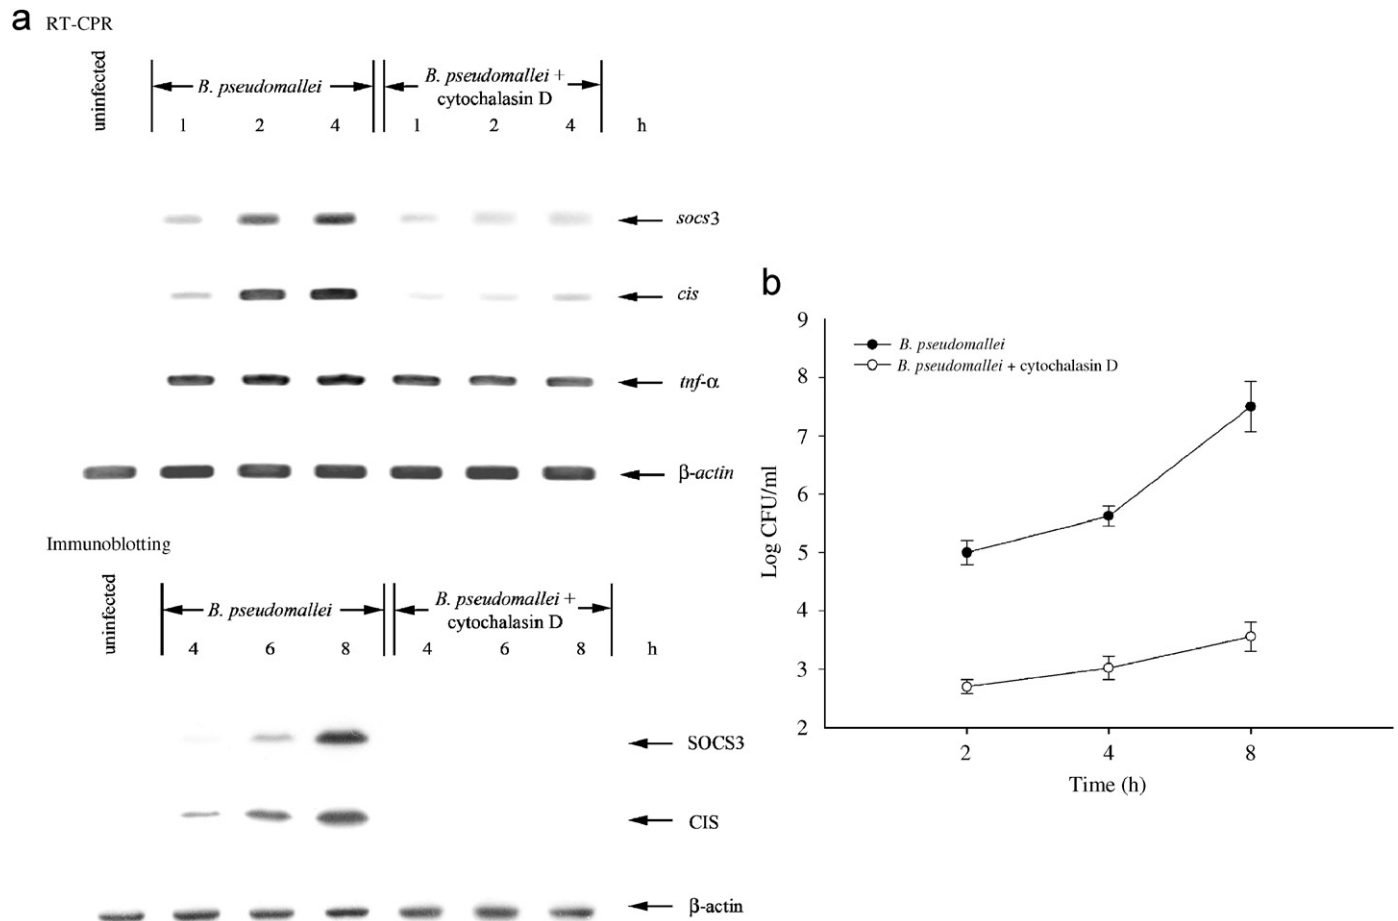 a RT-CPR
uninfected
B. pseudomallei
B. pseudomallei +
cytochalasin D
1 2 4 1 2 4 h
socs3
cis
tnf-α
β-actin
Immunoblotting
uninfected
B. pseudomallei
B. pseudomallei +
cytochalasin D
4 6 8 4 6 8 h
SOCS3
CIS
β-actin
b
B. pseudomallei
B. pseudomallei + cytochalasin D
Log CFU/ml
9
8
7
6
5
4
3
2
2 4 8
Time (h)